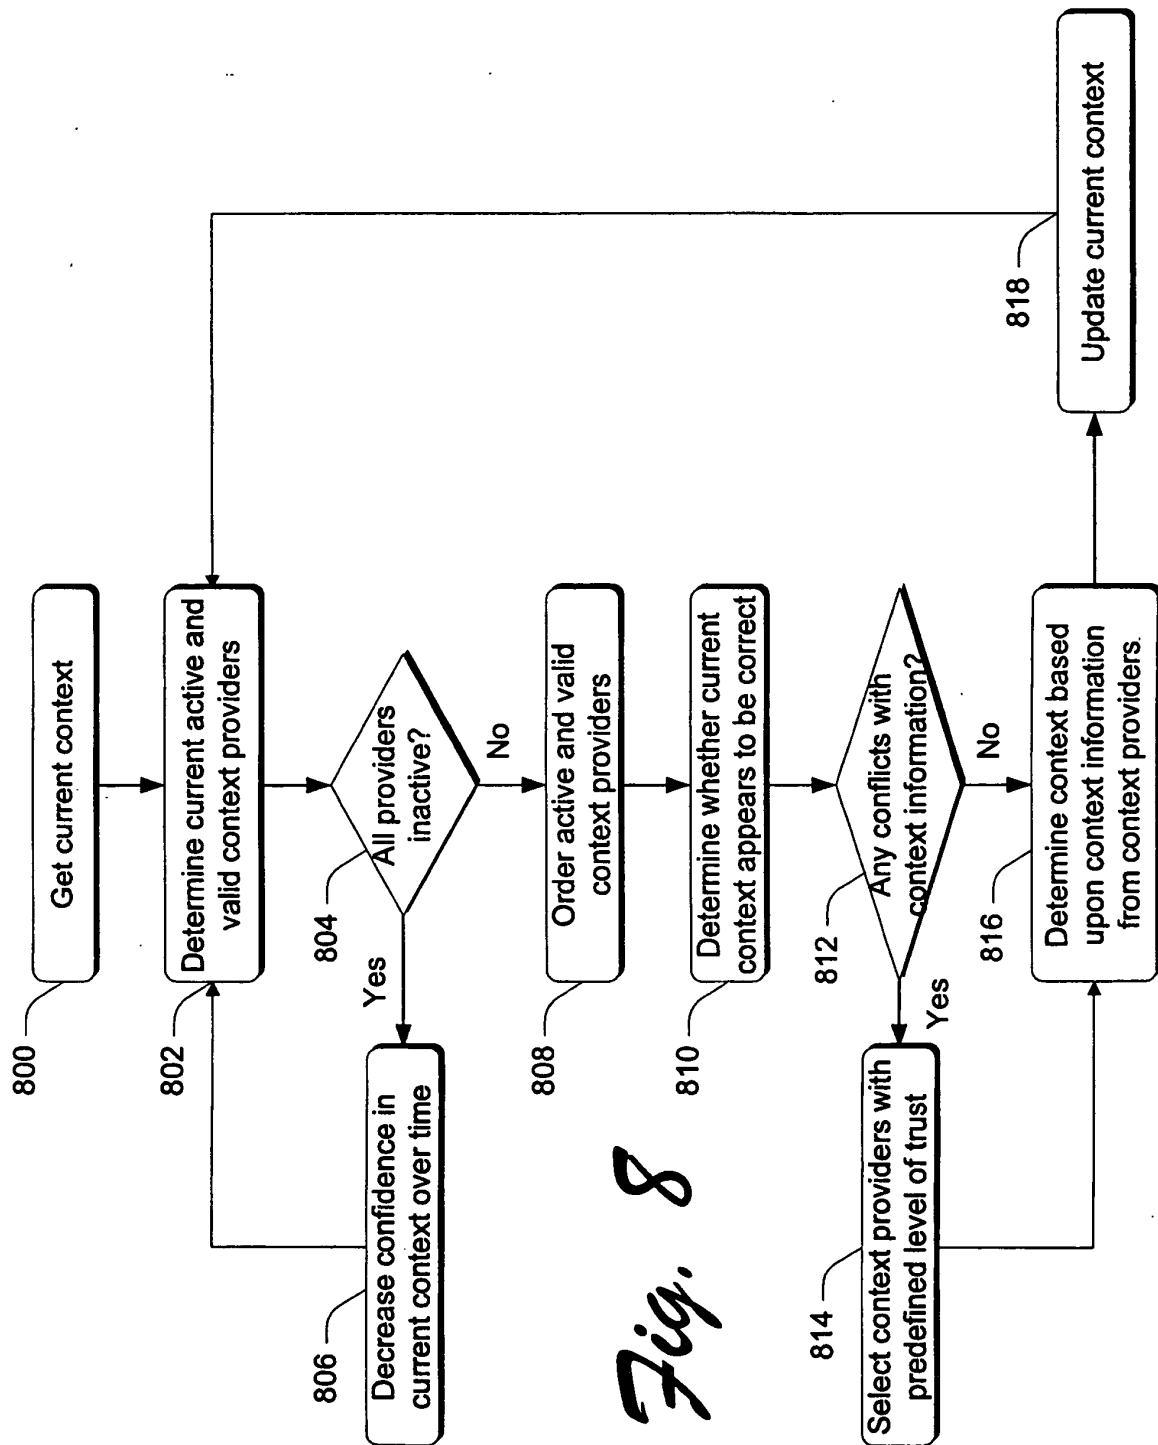 800
Get current context
802
Determine current active and
valid context providers
804
All providers
inactive?
Yes
No
806
Decrease confidence in
current context over time
808
Order active and valid
context providers
810
Determine whether current
context appears to be correct
812
Any conflicts with
context information?
Yes
No
814
Select context providers with
predefined level of trust
816
Determine context based
upon context information
from context providers.
818
Update current context
Fig. 8